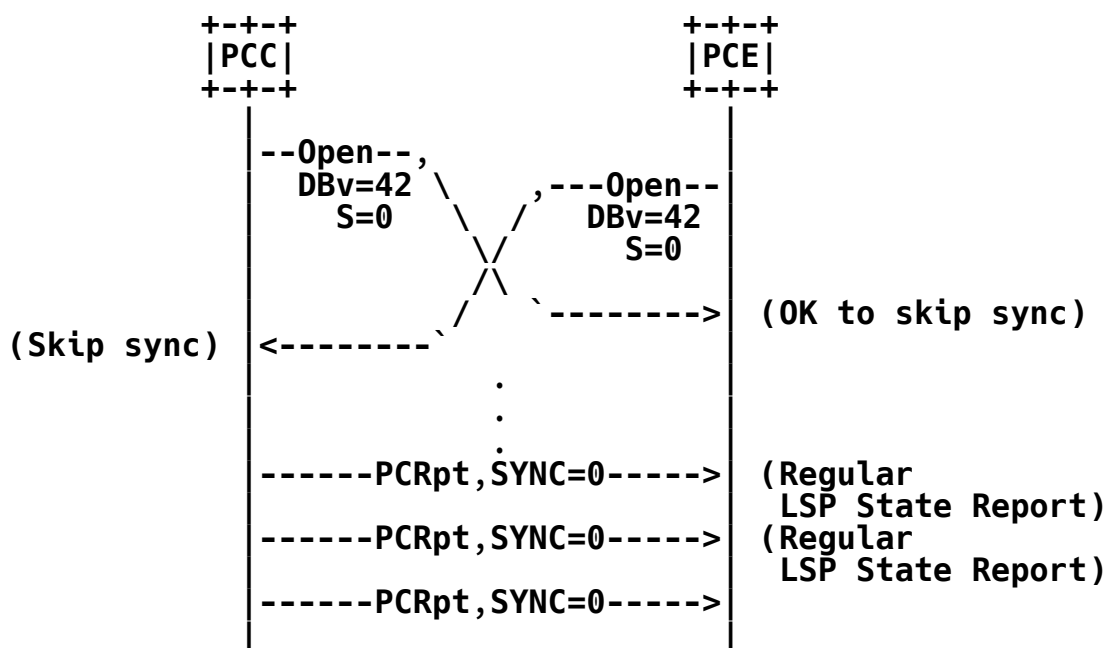 +-+-+                    +-+-+
|PCC|                    |PCE|
+-+-+                    +-+-+
--Open--,
DBv=42    ,---Open--
S=0    DBv=42
S=0
`--------> (OK to skip sync)
(Skip sync) <--------`
.
.
.
------PCRpt,SYNC=0-----> (Regular
LSP State Report)
------PCRpt,SYNC=0-----> (Regular
LSP State Report)
------PCRpt,SYNC=0----->